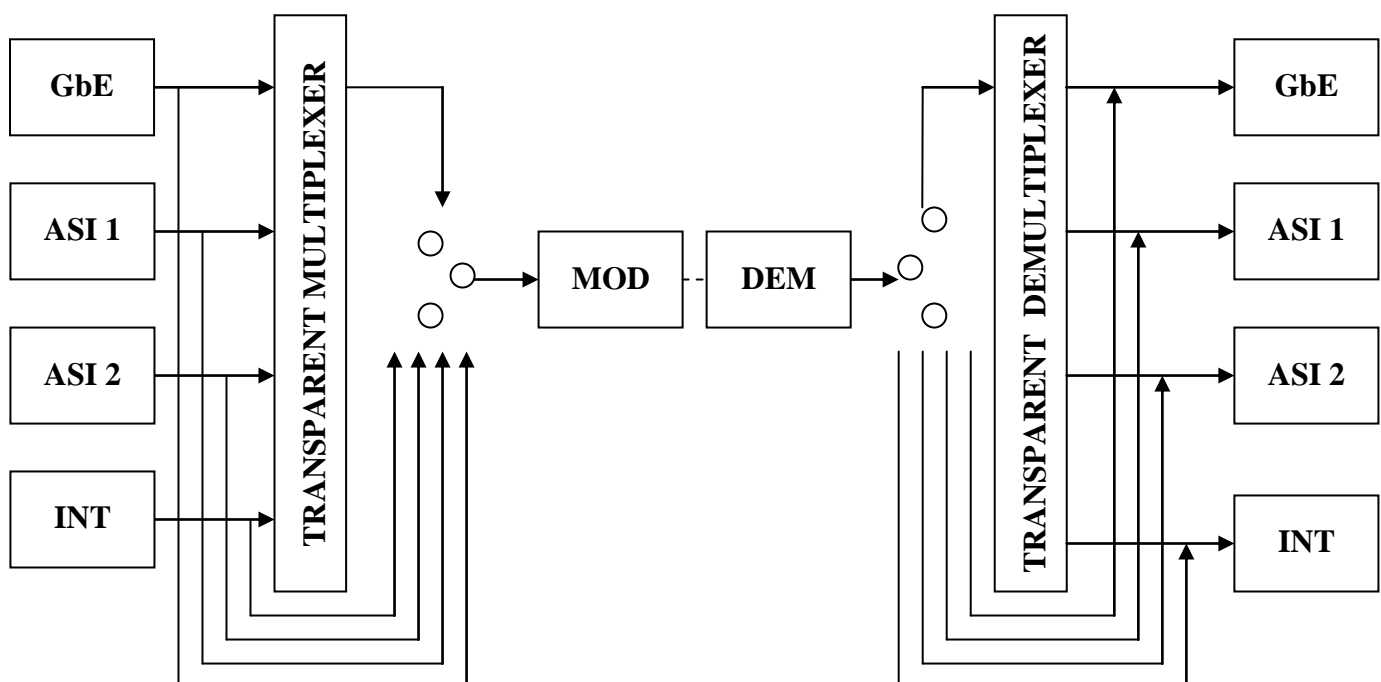 GbE
ASI 1
ASI 2
INT
TRANSPARENT MULTIPLEXER
MOD
DEM
TRANSPARENT DEMULTIPLEXER
GbE
ASI 1
ASI 2
INT